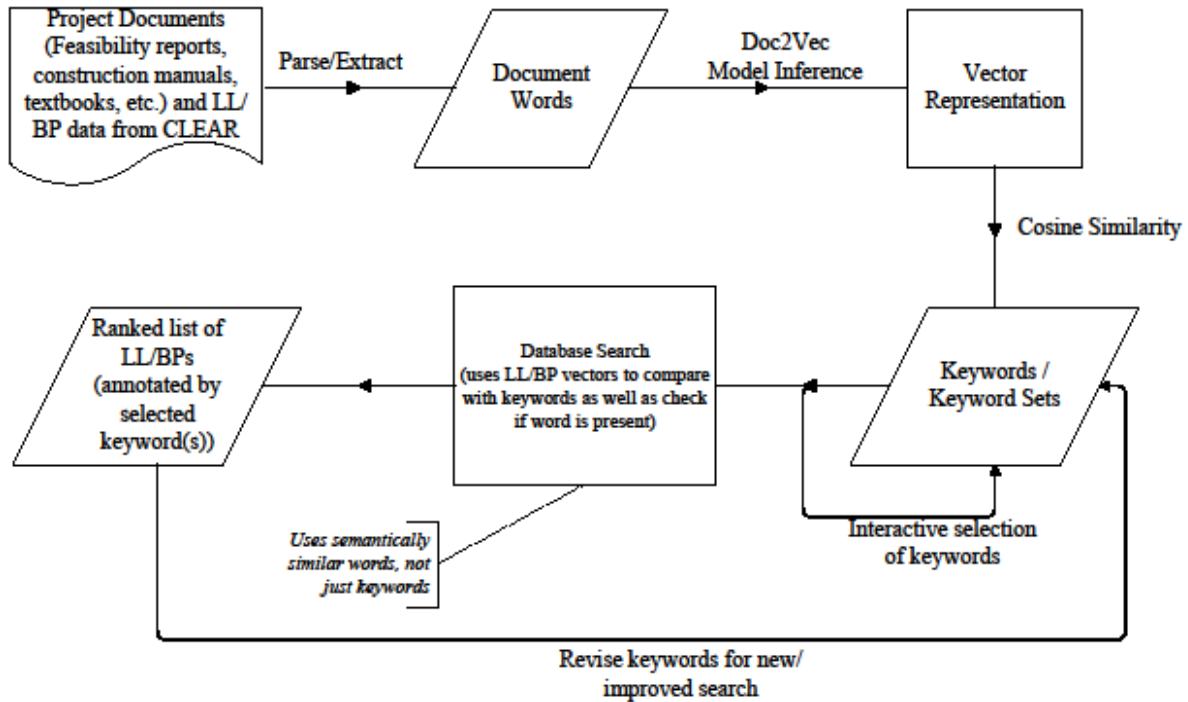 Project Documents
(Feasibility reports,
construction manuals,
textbooks, etc.) and LL/
BP data from CLEAR
Parse/Extract
Document
Words
Doc2Vec
Model Inference
Vector
Representation
Cosine Similarity
Ranked list of
LL/BPs
(annotated by
selected
keyword(s))
Database Search
(uses LL/BP vectors to compare
with keywords as well as check
if word is present)
Keywords /
Keyword Sets
Uses semantically
similar words, not
just keywords
Interactive selection
of keywords
Revise keywords for new/
improved search